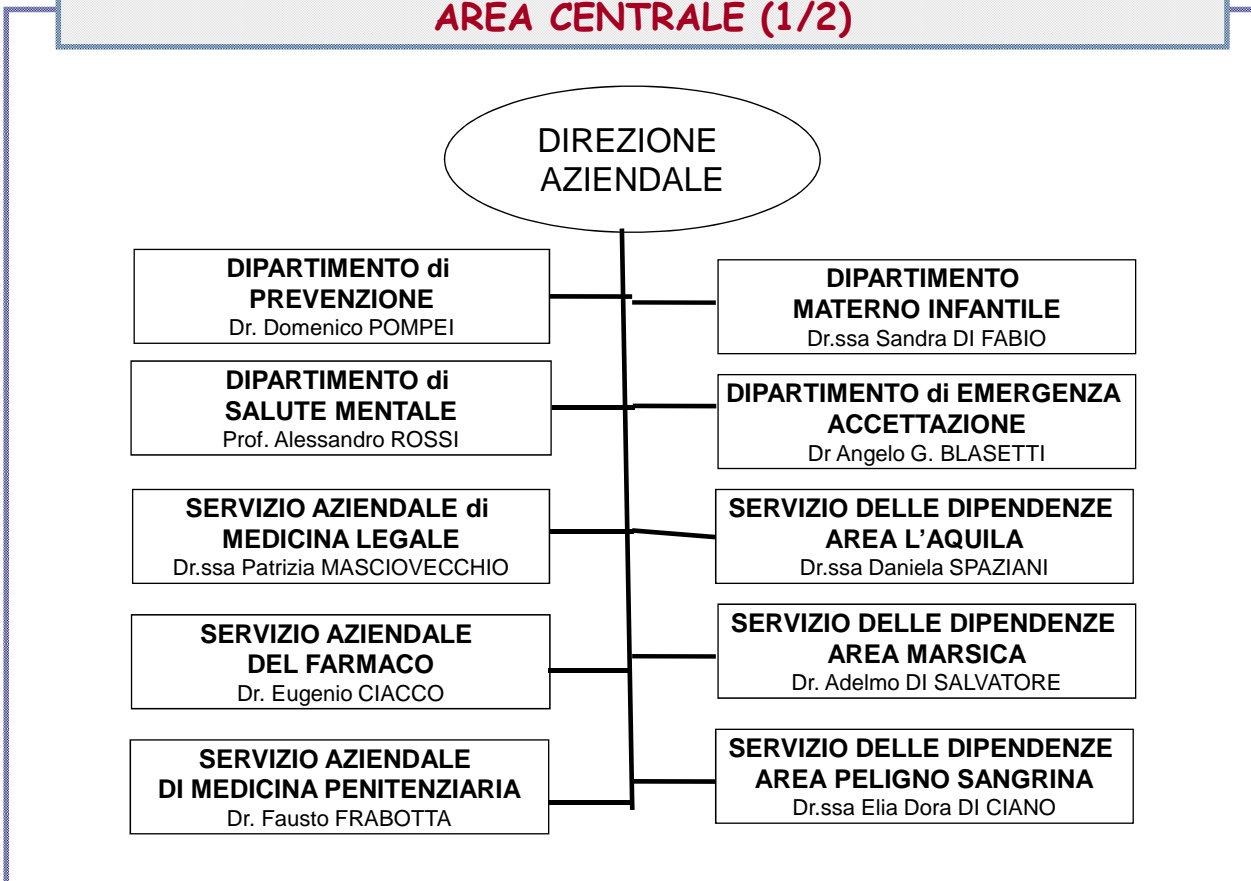 AREA CENTRALE (1/2)
DIREZIONE
AZIENDALE
DIPARTIMENTO di
PREVENZIONE
Dr. Domenico POMPEI
DIPARTIMENTO
MATERNO INFANTILE
Dr.ssa Sandra DI FABIO
DIPARTIMENTO di
SALUTE MENTALE
Prof. Alessandro ROSSI
DIPARTIMENTO di EMERGENZA
ACCETTAZIONE
Dr Angelo G. BLASETTI
SERVIZIO AZIENDALE di
MEDICINA LEGALE
Dr.ssa Patrizia MASCIOVECCHIO
SERVIZIO DELLE DIPENDENZE
AREA L'AQUILA
Dr.ssa Daniela SPAZIANI
SERVIZIO AZIENDALE
DEL FARMACO
Dr. Eugenio CIACCO
SERVIZIO DELLE DIPENDENZE
AREA MARSICA
Dr. Adelmo DI SALVATORE
SERVIZIO AZIENDALE
DI MEDICINA PENITENZIARIA
Dr. Fausto FRABOTTA
SERVIZIO DELLE DIPENDENZE
AREA PELIGNO SANGRINA
Dr.ssa Elia Dora DI CIANO